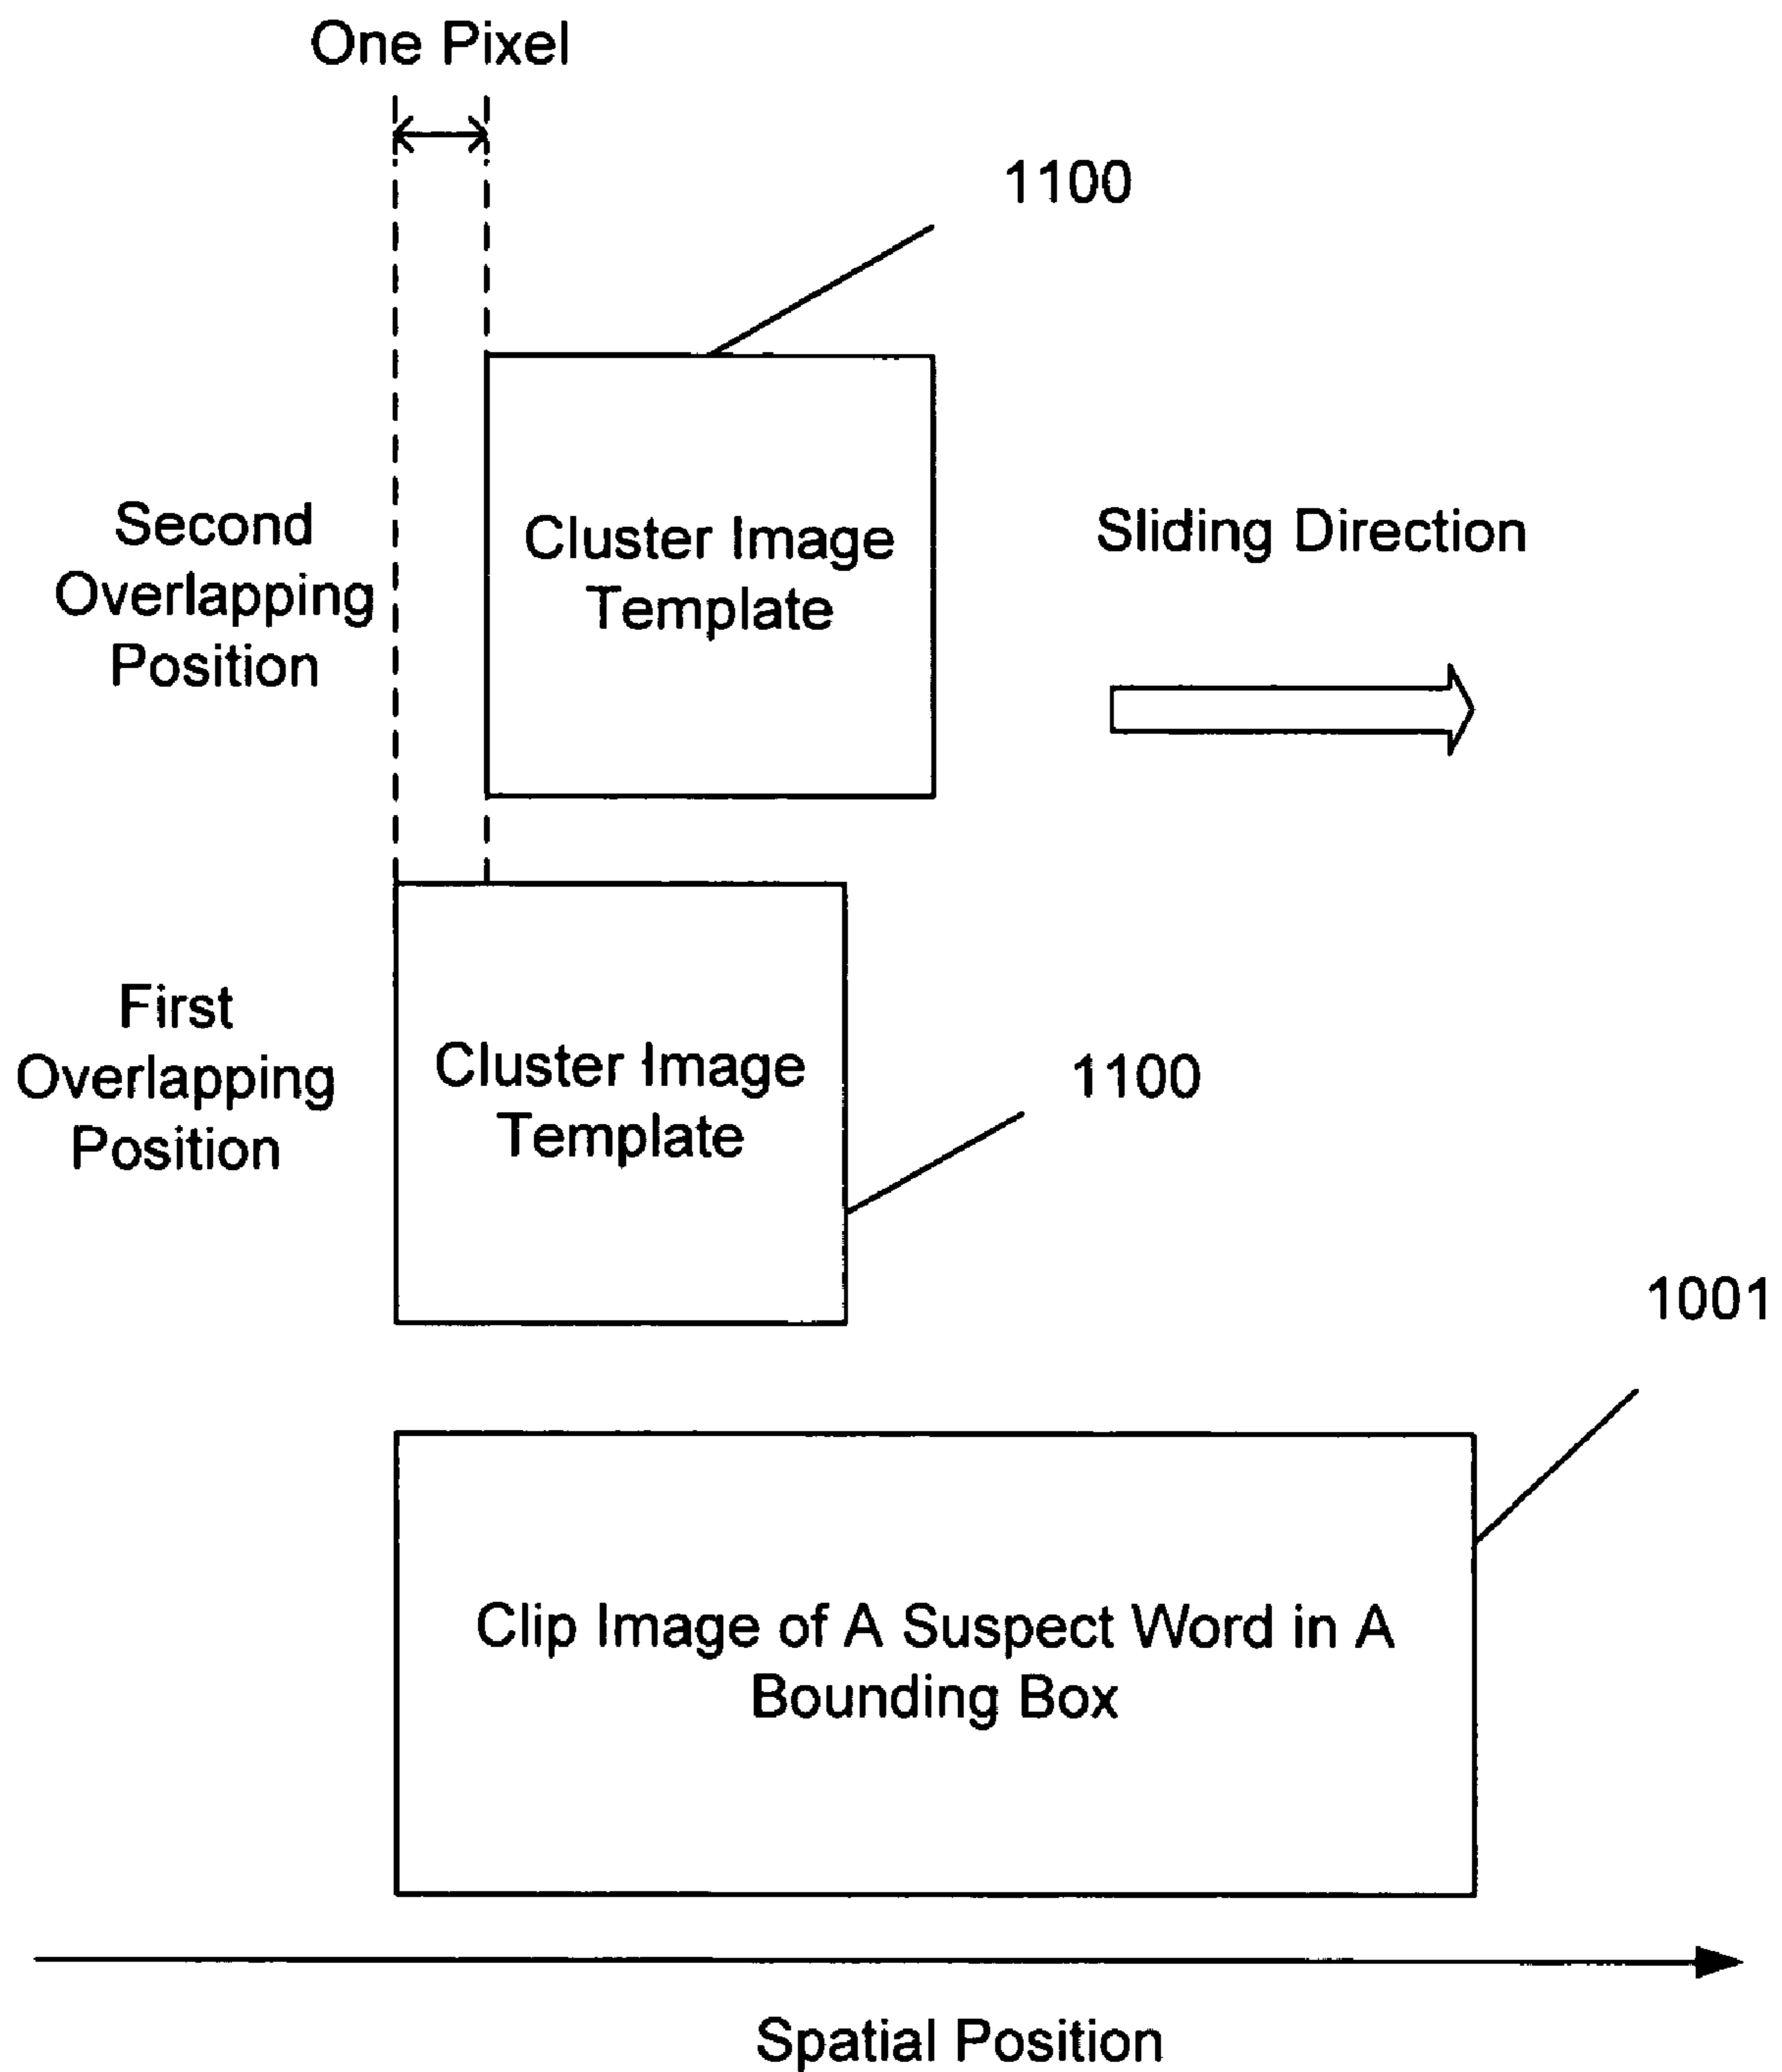 One Pixel
1100
Second
Overlapping
Position
Cluster Image
Template
Sliding Direction
First
Overlapping
Position
Cluster Image
Template
1100
1001
Clip Image of A Suspect Word in A
Bounding Box
Spatial Position